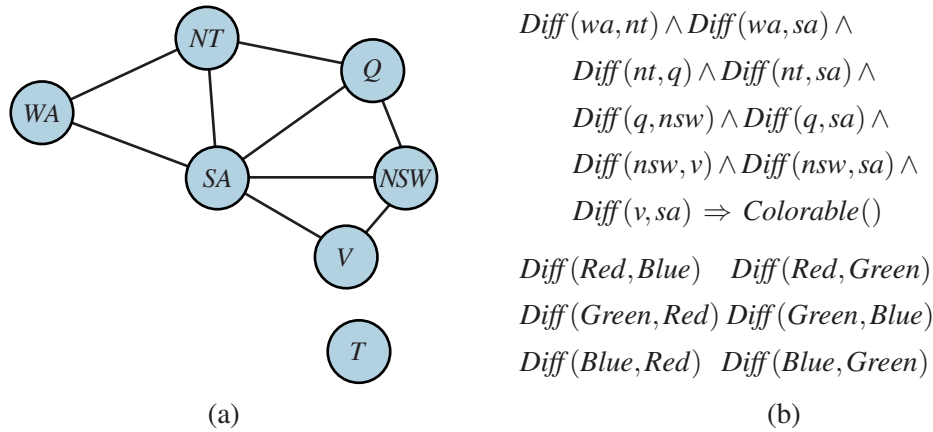 NT
Q
WA
SA
NSW
V
T
(a)
Diff(wa,nt) ∧ Diff(wa,sa) ∧
Diff(nt,q) ∧ Diff(nt,sa) ∧
Diff(q,nsw) ∧ Diff(q,sa) ∧
Diff(nsw,v) ∧ Diff(nsw,sa) ∧
Diff(v,sa) ⇒ Colorable()
Diff(Red,Blue) Diff(Red,Green)
Diff(Green,Red) Diff(Green,Blue)
Diff(Blue,Red) Diff(Blue,Green)
(b)